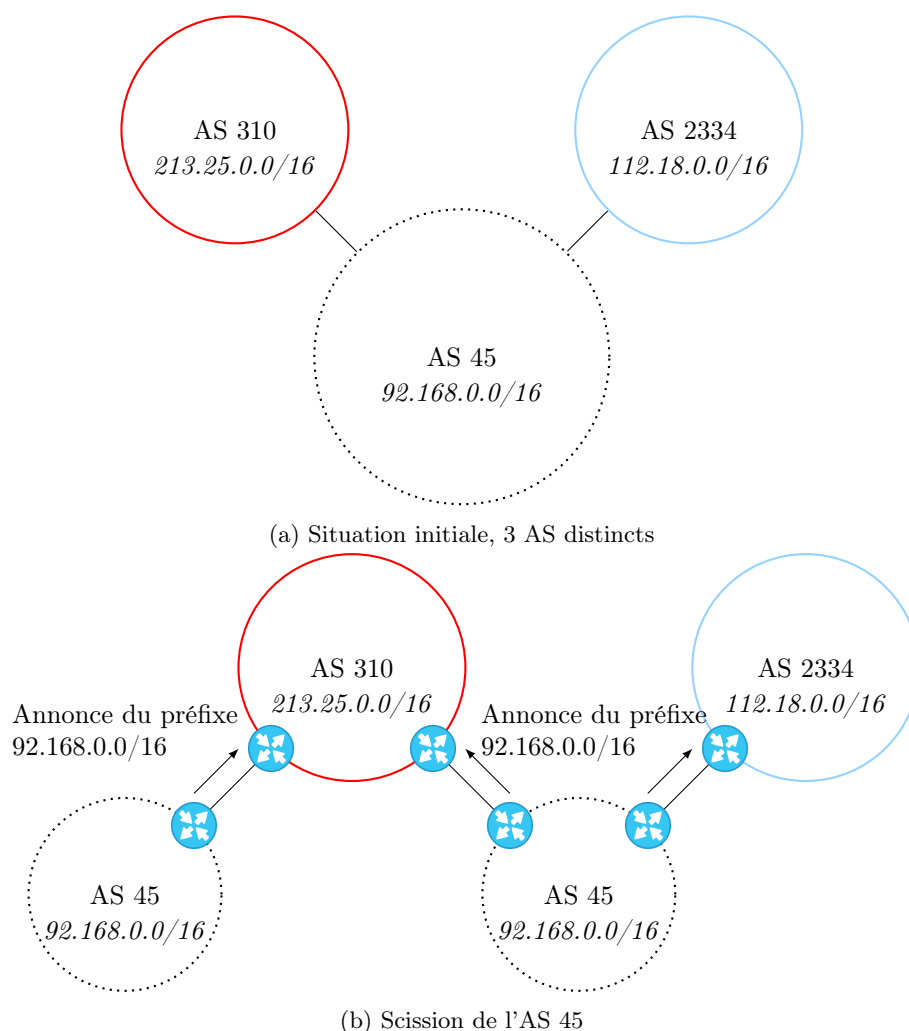 AS 310
213.25.0.0/16
AS 2334
112.18.0.0/16
AS 45
92.168.0.0/16
(a) Situation initiale, 3 AS distincts
AS 310
213.25.0.0/16
AS 2334
112.18.0.0/16
Annonce du préfixe
92.168.0.0/16
Annonce du préfixe
92.168.0.0/16
AS 45
92.168.0.0/16
AS 45
92.168.0.0/16
(b) Scission de l'AS 45